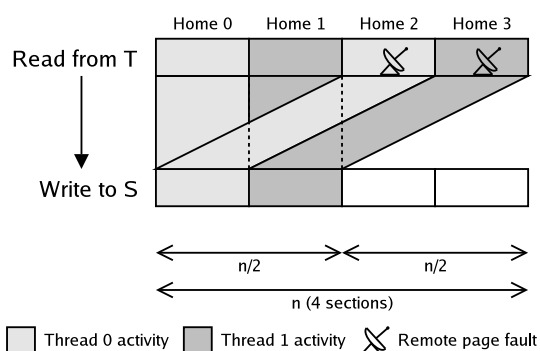 Home 0 Home 1 Home 2 Home 3
Read from T
Write to S
n/2 n/2
n (4 sections)
Thread 0 activity Thread 1 activity Remote page fault